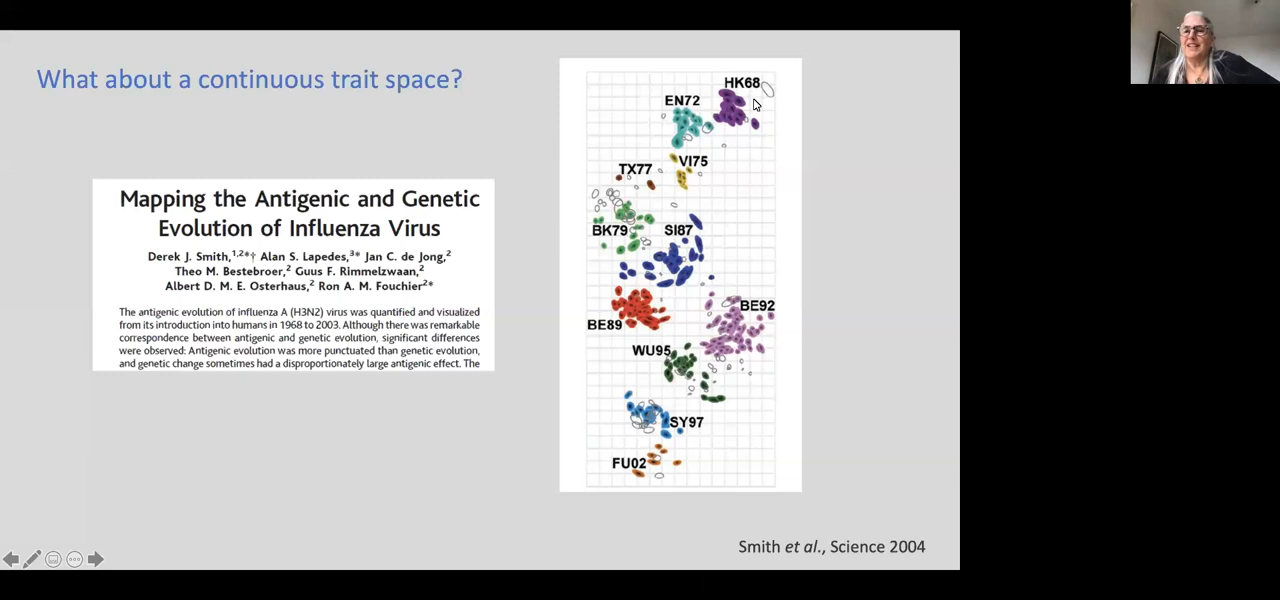 What about a continuous trait space?
Mapping the Antigenic and Genetic
Evolution of Influenza Virus
Derek J. Smith,1,2*† Alan S. Lapedes,3* Jan C. de Jong,2
Theo M. Bestebroer,2 Guus F. Rimmelzwaan,2
Albert D. M. E. Osterhaus,2 Ron A. M. Fouchier2*
The antigenic evolution of influenza A (H3N2) virus was quantified and visualized
from its introduction into humans in 1968 to 2003. Although there was remarkable
correspondence between antigenic and genetic evolution, significant differences
were observed: Antigenic evolution was more punctuated than genetic evolution,
and genetic change sometimes had a disproportionately large antigenic effect. The
HK68
EN72
VI75
TX77
BK79
SI87
BE92
BE89
WU95
SY97
FU02
Smith et al., Science 2004